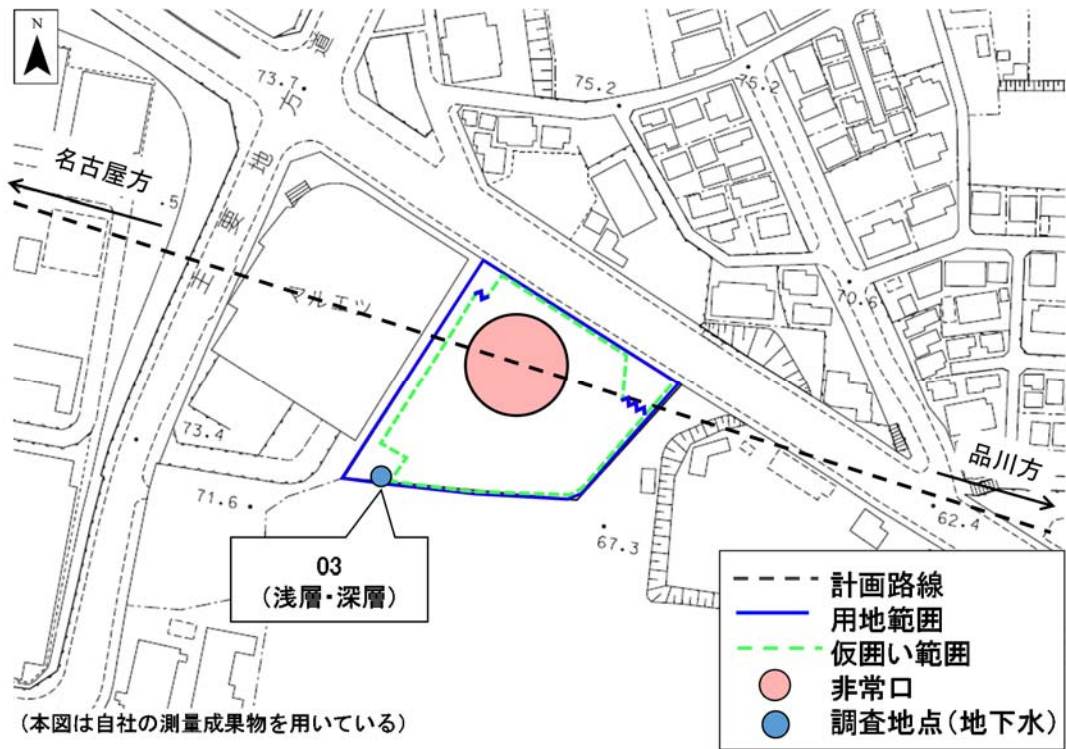 N
73.7
主要地方道
75.2
75.2
名古屋方
.5
マルエツ
70.6
73.4
71.6
品川方
62.4
67.3
03
(浅層・深層)
計画路線
用地範囲
仮囲い範囲
非常口
調査地点(地下水)
(本図は自社の測量成果物を用いている)